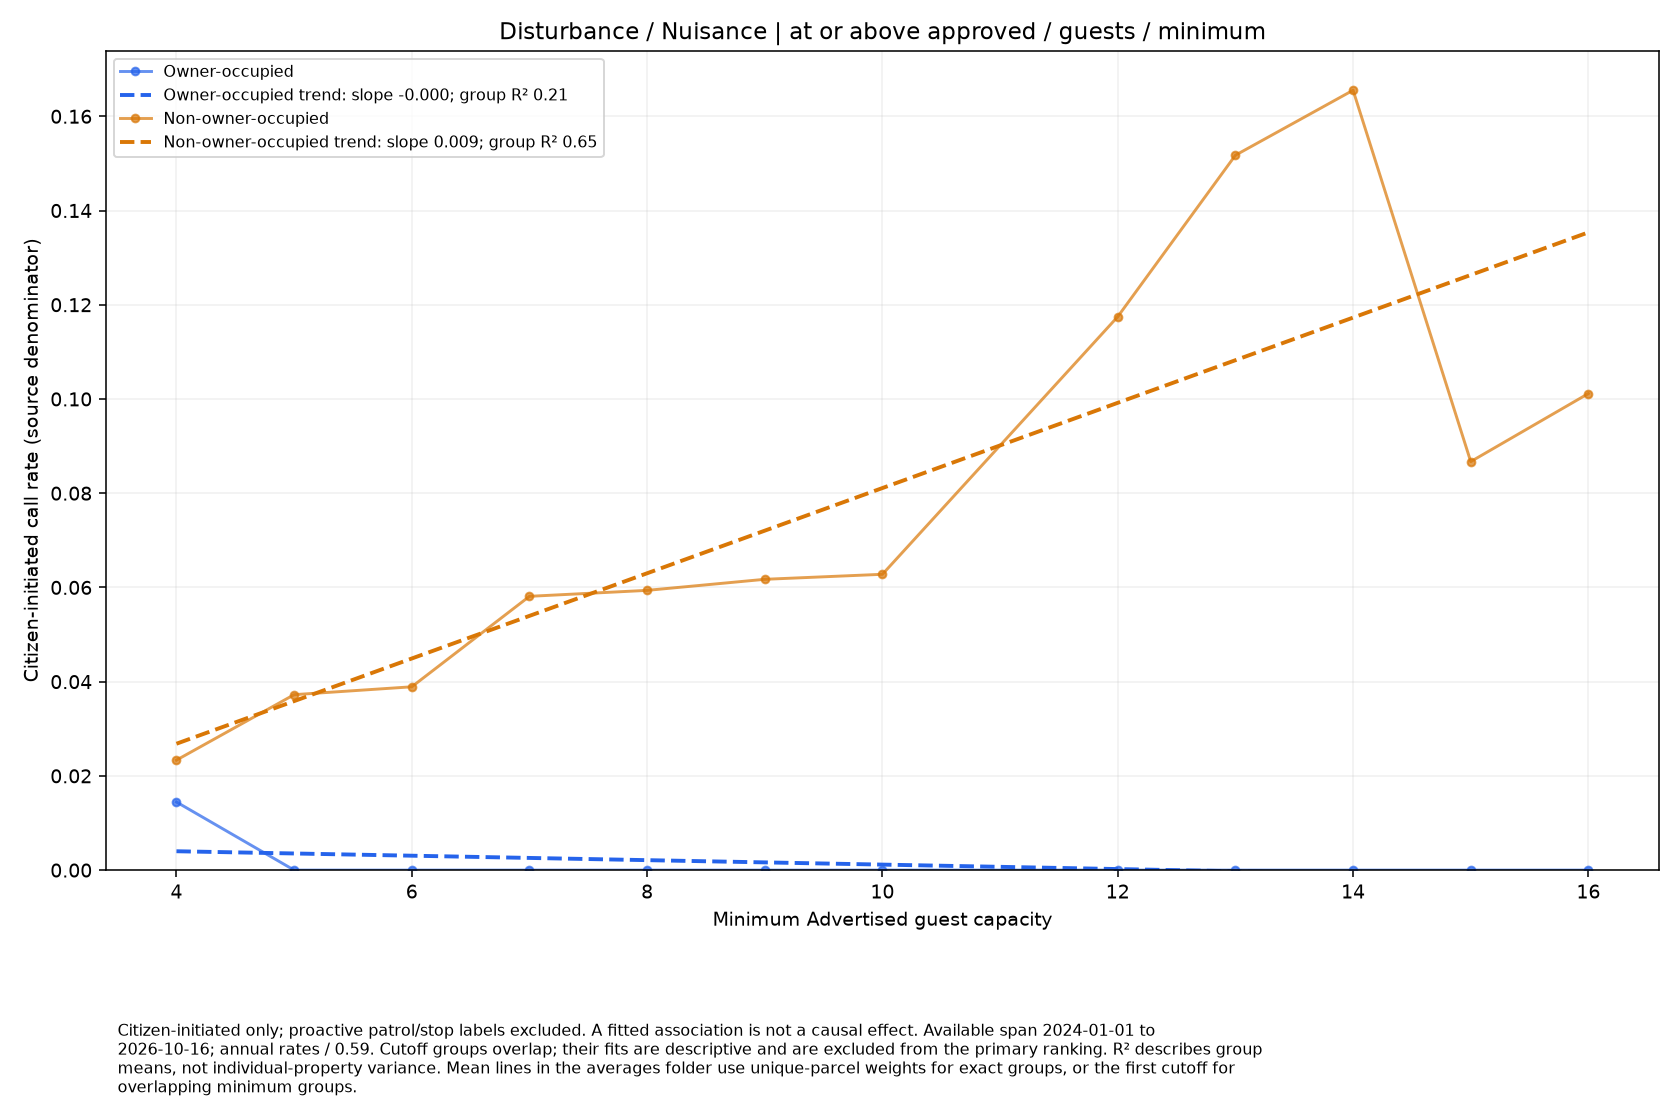 Disturbance / Nuisance | at or above approved / guests / minimum
Owner-occupied
Owner-occupied trend: slope -0.000; group R² 0.21
Non-owner-occupied
Non-owner-occupied trend: slope 0.009; group R² 0.65
Citizen-initiated call rate (source denominator)
0.16
0.14
0.12
0.10
0.08
0.06
0.04
0.02
0.00
4 6 8 10 12 14 16
Minimum Advertised guest capacity
Citizen-initiated only; proactive patrol/stop labels excluded. A fitted association is not a causal effect. Available span 2024-01-01 to
2026-10-16; annual rates / 0.59. Cutoff groups overlap; their fits are descriptive and are excluded from the primary ranking. R² describes group
means, not individual-property variance. Mean lines in the averages folder use unique-parcel weights for exact groups, or the first cutoff for
overlapping minimum groups.